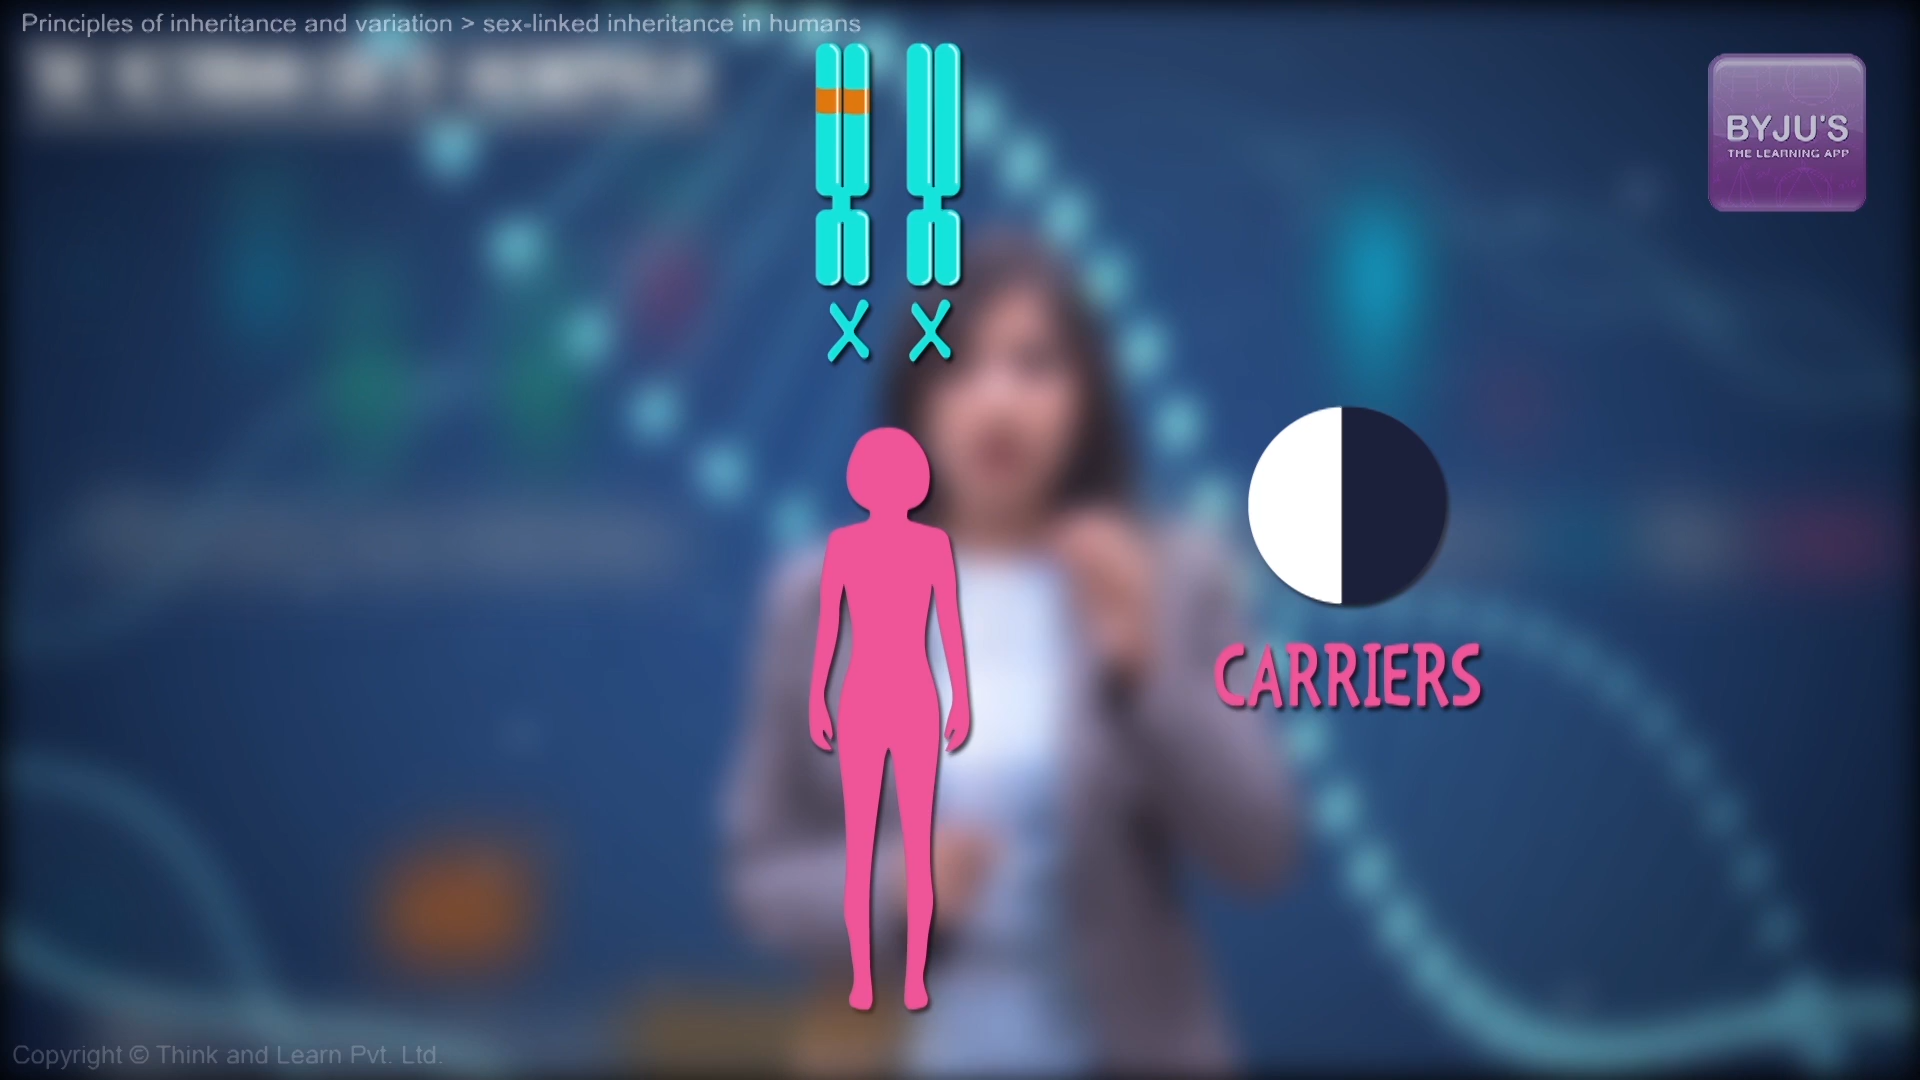 Principles of inheritance and variation > sex-linked inheritance in humans
BYJU'S
THE LEARNING APP
X X
CARRIERS
Copyright © Think and Learn Pvt. Ltd.